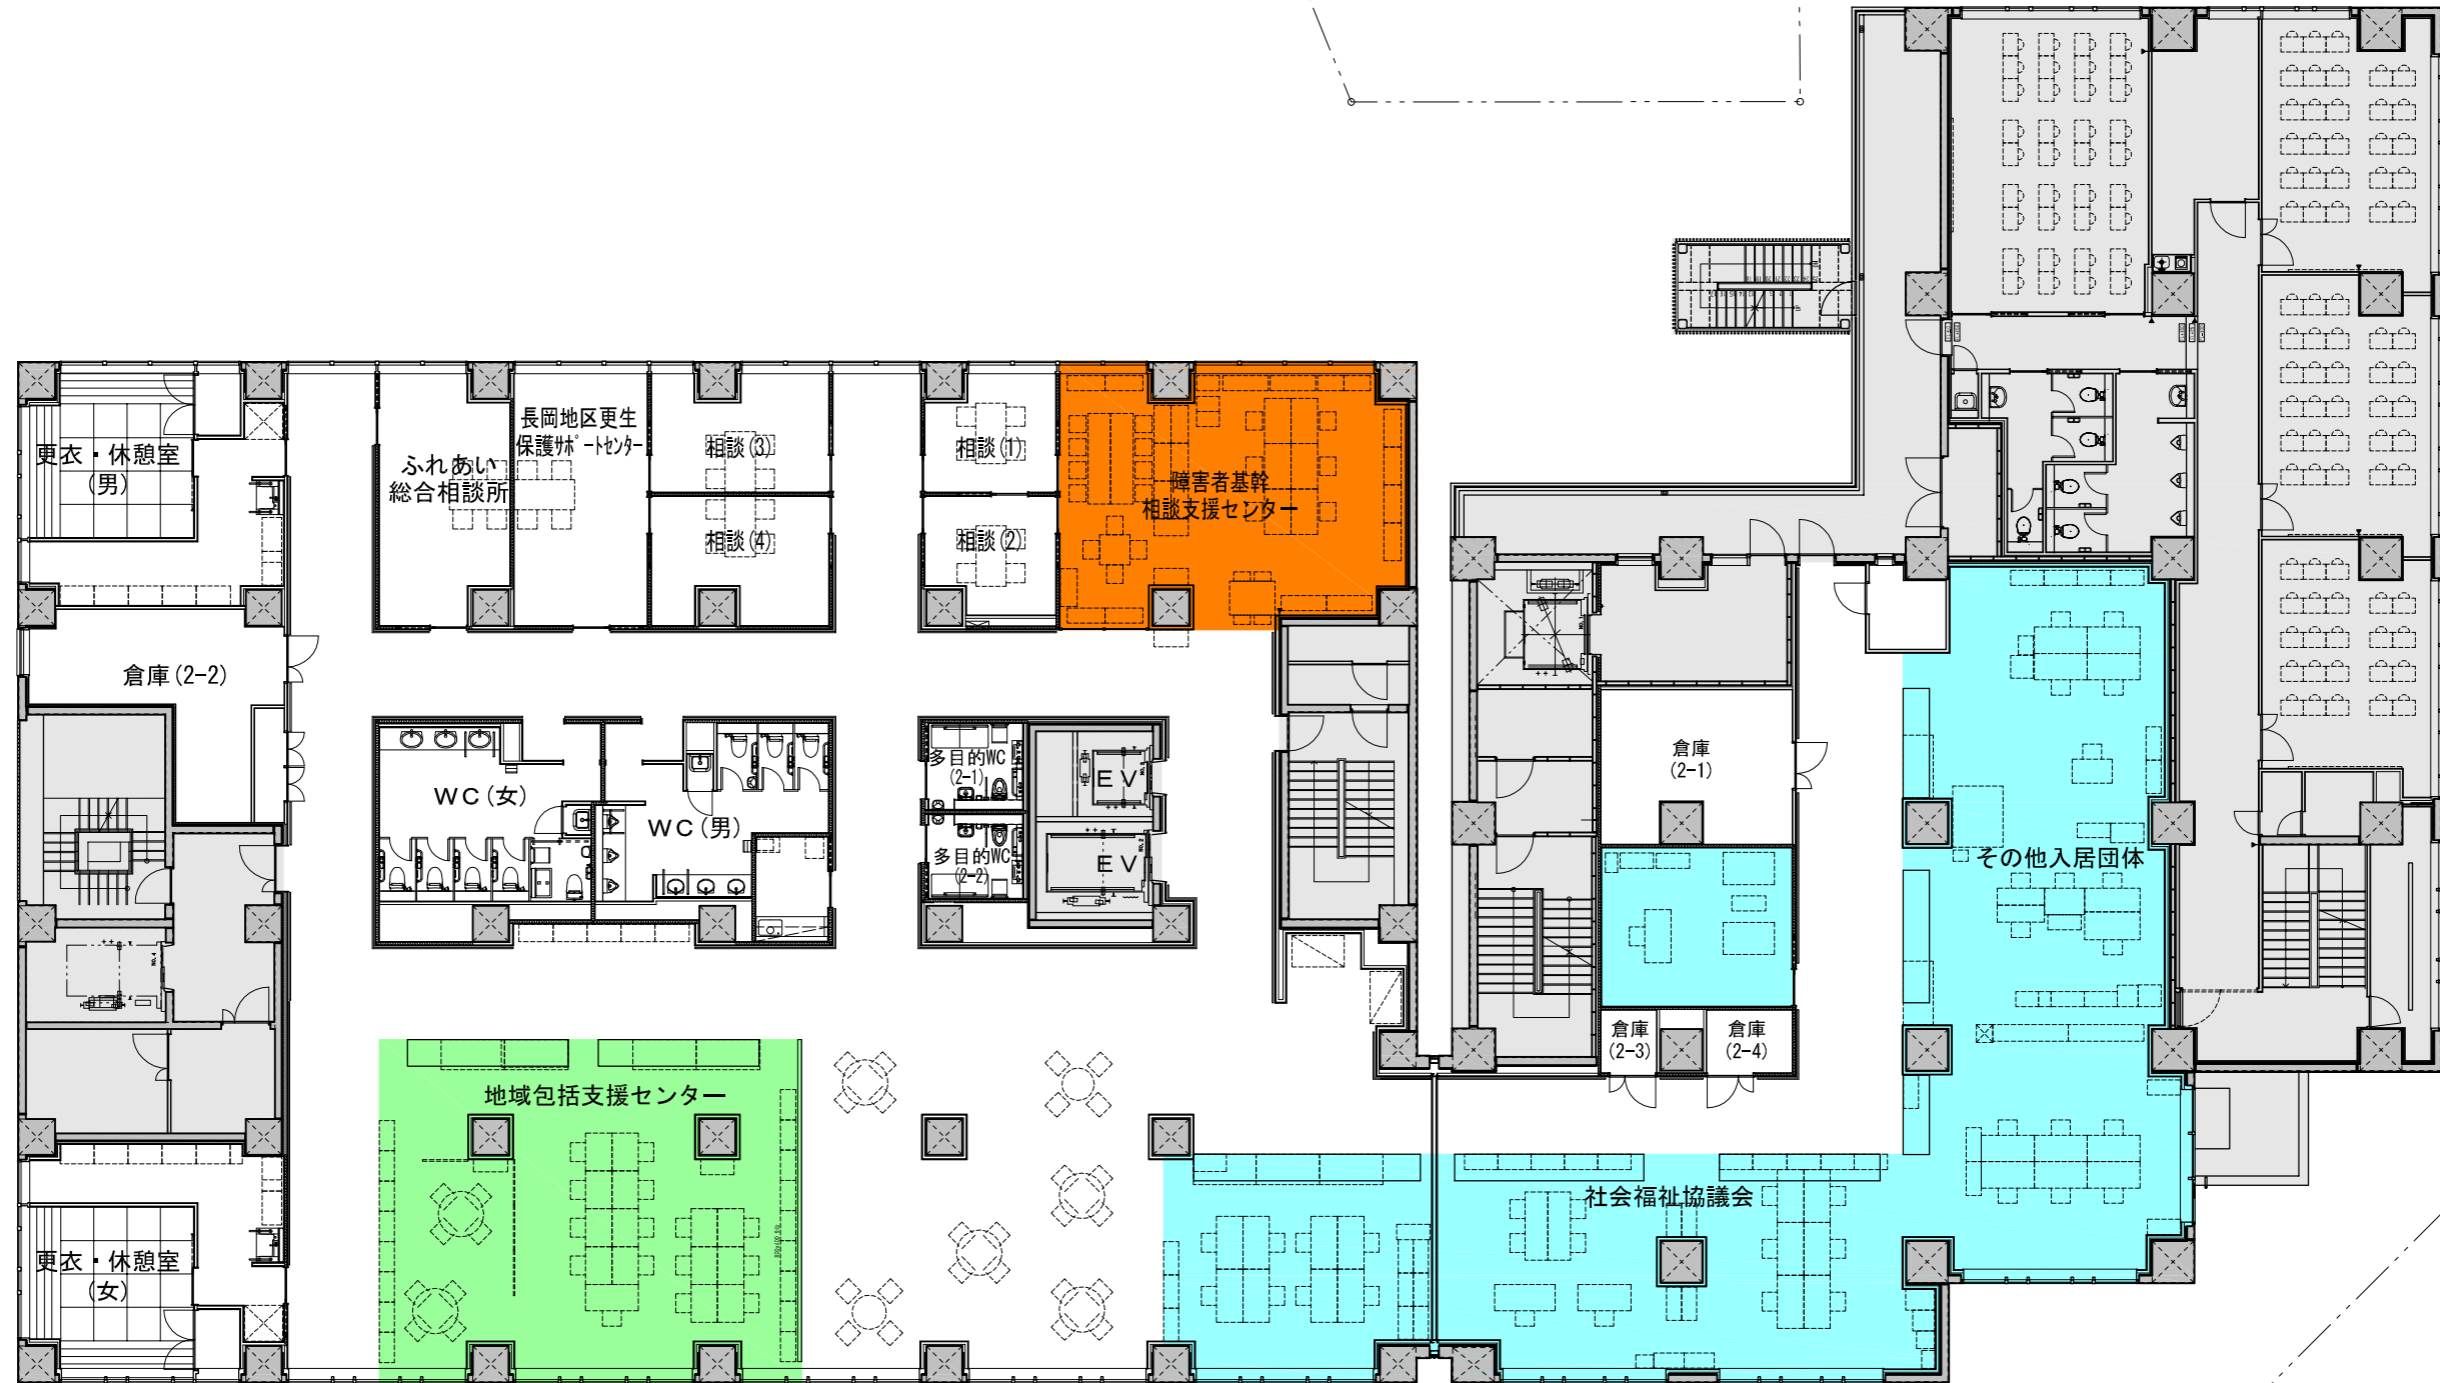 更衣・休憩室
(男)
ふれあい
総合相談所
長岡地区更生
保護サポートセンター
相談(3)
相談(4)
相談(1)
相談(2)
障害者基幹
相談支援センター
倉庫(2-2)
WC(女)
WC(男)
多目的WC
(2-1)
多目的WC
(2-2)
EV
EV
倉庫
(2-1)
その他入居団体
倉庫
(2-3)
倉庫
(2-4)
地域包括支援センター
社会福祉協議会
更衣・休憩室
(女)